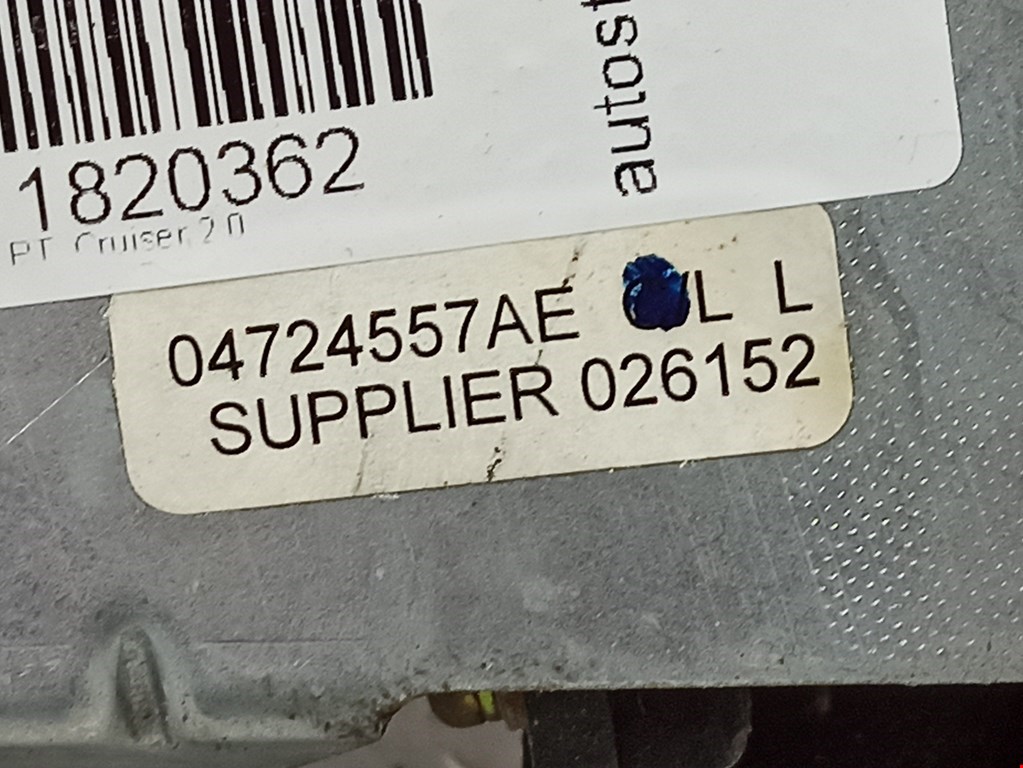 1820362
PT Cruiser 2.0
autost
04724557AE L L
SUPPLIER 026152